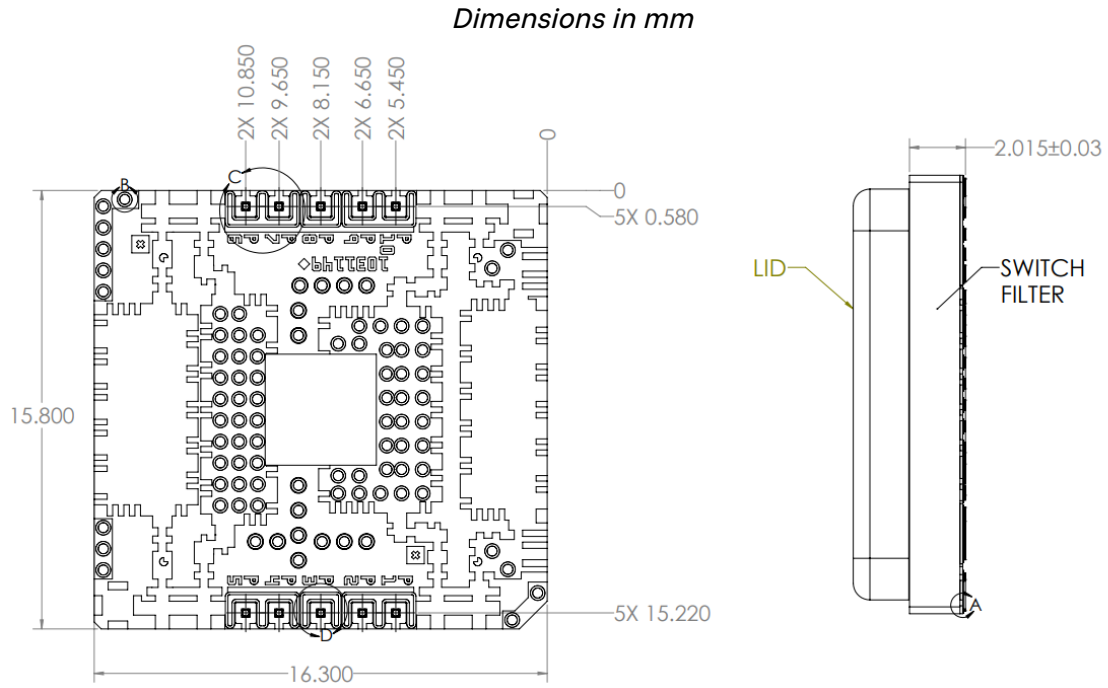 Dimensions in mm
2X 10.850
2X 9.650
2X 8.150
2X 6.650
2X 5.450
0
2.015±0.03
B
C
0
5X 0.580
LID
SWITCH
FILTER
15.800
A
5X 15.220
D
16.300